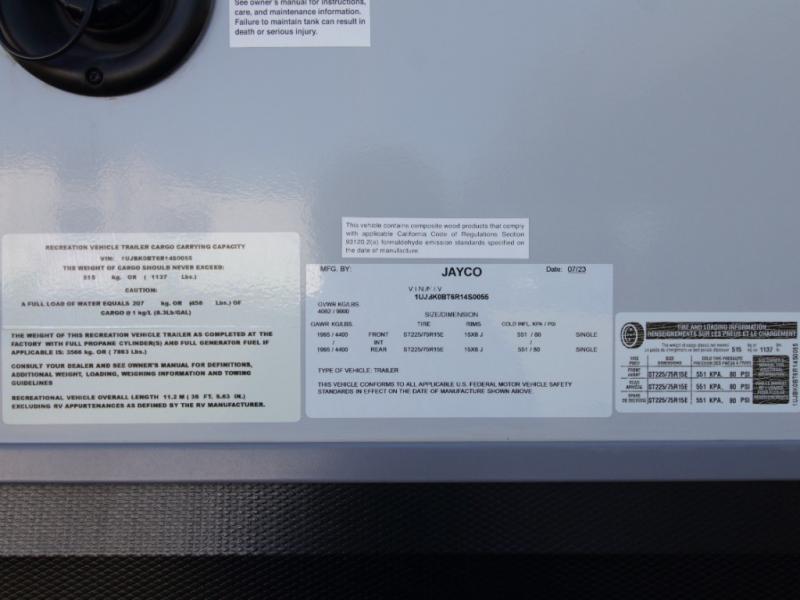 See owner's manual for instructions,
care, and maintenance information.
Failure to maintain tank can result in
death or serious injury.
This vehicle contains composite wood products that comply
with applicable California Code of Regulations Section
93120.2(a) formaldehyde emission standards specified on
the date of manufacture.
RECREATION VEHICLE TRAILER CARGO CARRYING CAPACITY
VIN: 1UJBK0BT6R14S0055
THE WEIGHT OF CARGO SHOULD NEVER EXCEED:
515 kg. OR ( 1137 Lbs.)
CAUTION:
A FULL LOAD OF WATER EQUALS 207 kg. OR (456 Lbs.) OF
CARGO @ 1 kg/L (8.3Lb/GAL)
THE WEIGHT OF THIS RECREATION VEHICLE TRAILER AS COMPLETED AT THE
FACTORY WITH FULL PROPANE CYLINDER(S) AND FULL GENERATOR FUEL IF
APPLICABLE IS: 3566 kg. OR ( 7863 Lbs.)
CONSULT YOUR DEALER AND SEE OWNER'S MANUAL FOR DEFINITIONS,
ADDITIONAL WEIGHT, LOADING, WEIGHING INFORMATION AND TOWING
GUIDELINES
RECREATIONAL VEHICLE OVERALL LENGTH 11.2 M ( 36 FT. 9.63 IN.)
EXCLUDING RV APPURTENANCES AS DEFINED BY THE RV MANUFACTURER.
MFG. BY: JAYCO Date: 07/23
V.I.N./N.I.V
1UJBK0BT6R14S0055
GVWR KG/LBS.
4082 / 9000
SIZE/DIMENSION
GAWR KG/LBS. TIRE RIMS COLD INFL. KPA / PSI
1995 / 4400 FRONT ST225/75R15E 15X6 J 551 / 80 SINGLE
/ INT /
1995 / 4400 REAR ST225/75R15E 15X6 J 551 / 80 SINGLE
TYPE OF VEHICLE: TRAILER
THIS VEHICLE CONFORMS TO ALL APPLICABLE U.S. FEDERAL MOTOR VEHICLE SAFETY
STANDARDS IN EFFECT ON THE DATE OF MANUFACTURE SHOWN ABOVE.
TIRE AND LOADING INFORMATION
RENSEIGNEMENTS SUR LES PNEUS ET LE CHARGEMENT
515 1137
TIRE SIZE COLD TIRE PRESSURE
ST225/75R15E 551 KPA, 80 PSI
ST225/75R15E 551 KPA, 80 PSI
ST225/75R15E 551 KPA, 80 PSI
1UJBK0BT6R14S0055